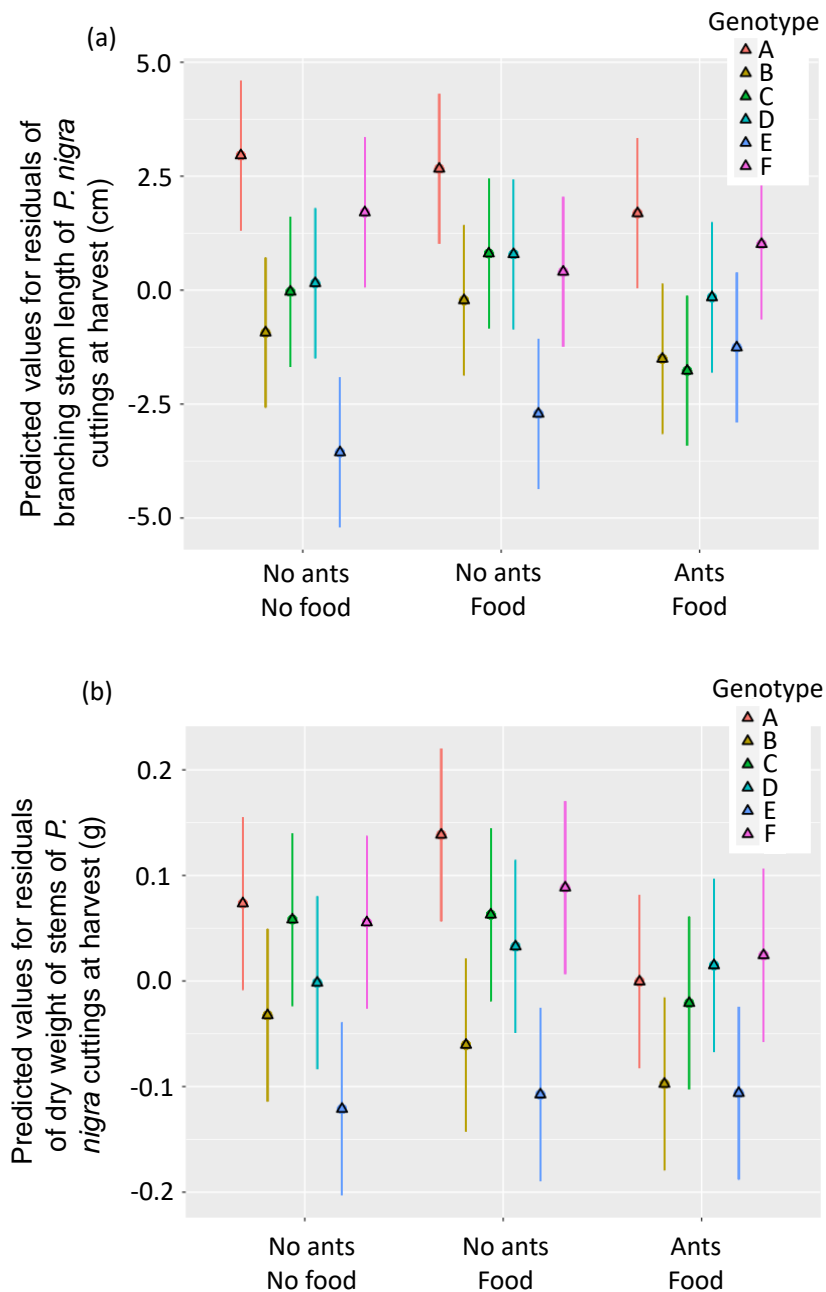 (a)
Genotype
A
B
C
D
E
F
Predicted values for residuals of
branching stem length of P. nigra
cuttings at harvest (cm)
5.0
2.5
0.0
-2.5
-5.0
No ants
No food
No ants
Food
Ants
Food
(b)
Genotype
A
B
C
D
E
F
Predicted values for residuals
of dry weight of stems of P.
nigra cuttings at harvest (g)
0.2
0.1
0.0
-0.1
-0.2
No ants
No food
No ants
Food
Ants
Food